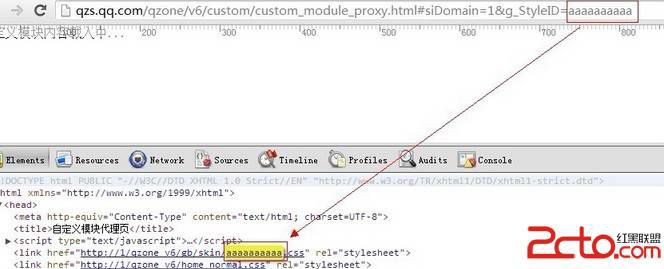 qzs.qq.com/qzone/v6/custom/custom_module_proxy.html#siDomain=1&g_StyleID=aaaaaaaaaa
100 200 300 400 500 600 700 800
定义模块内容载入中...
Elements Resources Network Sources Timeline Profiles Audits Console
!DOCTYPE html PUBLIC "-//W3C//DTD XHTML 1.0 Strict//EN" "http://www.w3.org/TR/xhtml1/DTD/xhtml1-strict.dtd">
html xmlns="http://www.w3.org/1999/xhtml">
<head>
<meta http-equiv="Content-Type" content="text/html; charset=UTF-8">
<title>自定义模块代理页</title>
<script type="text/javascript">…</script>
<link href="http://1/qzone_v6/gb/skin/aaaaaaaaaa.css" rel="stylesheet">
<link href="http://1/qzone_v6/home_normal.css" rel="stylesheet">
红黑联盟
2cto.com